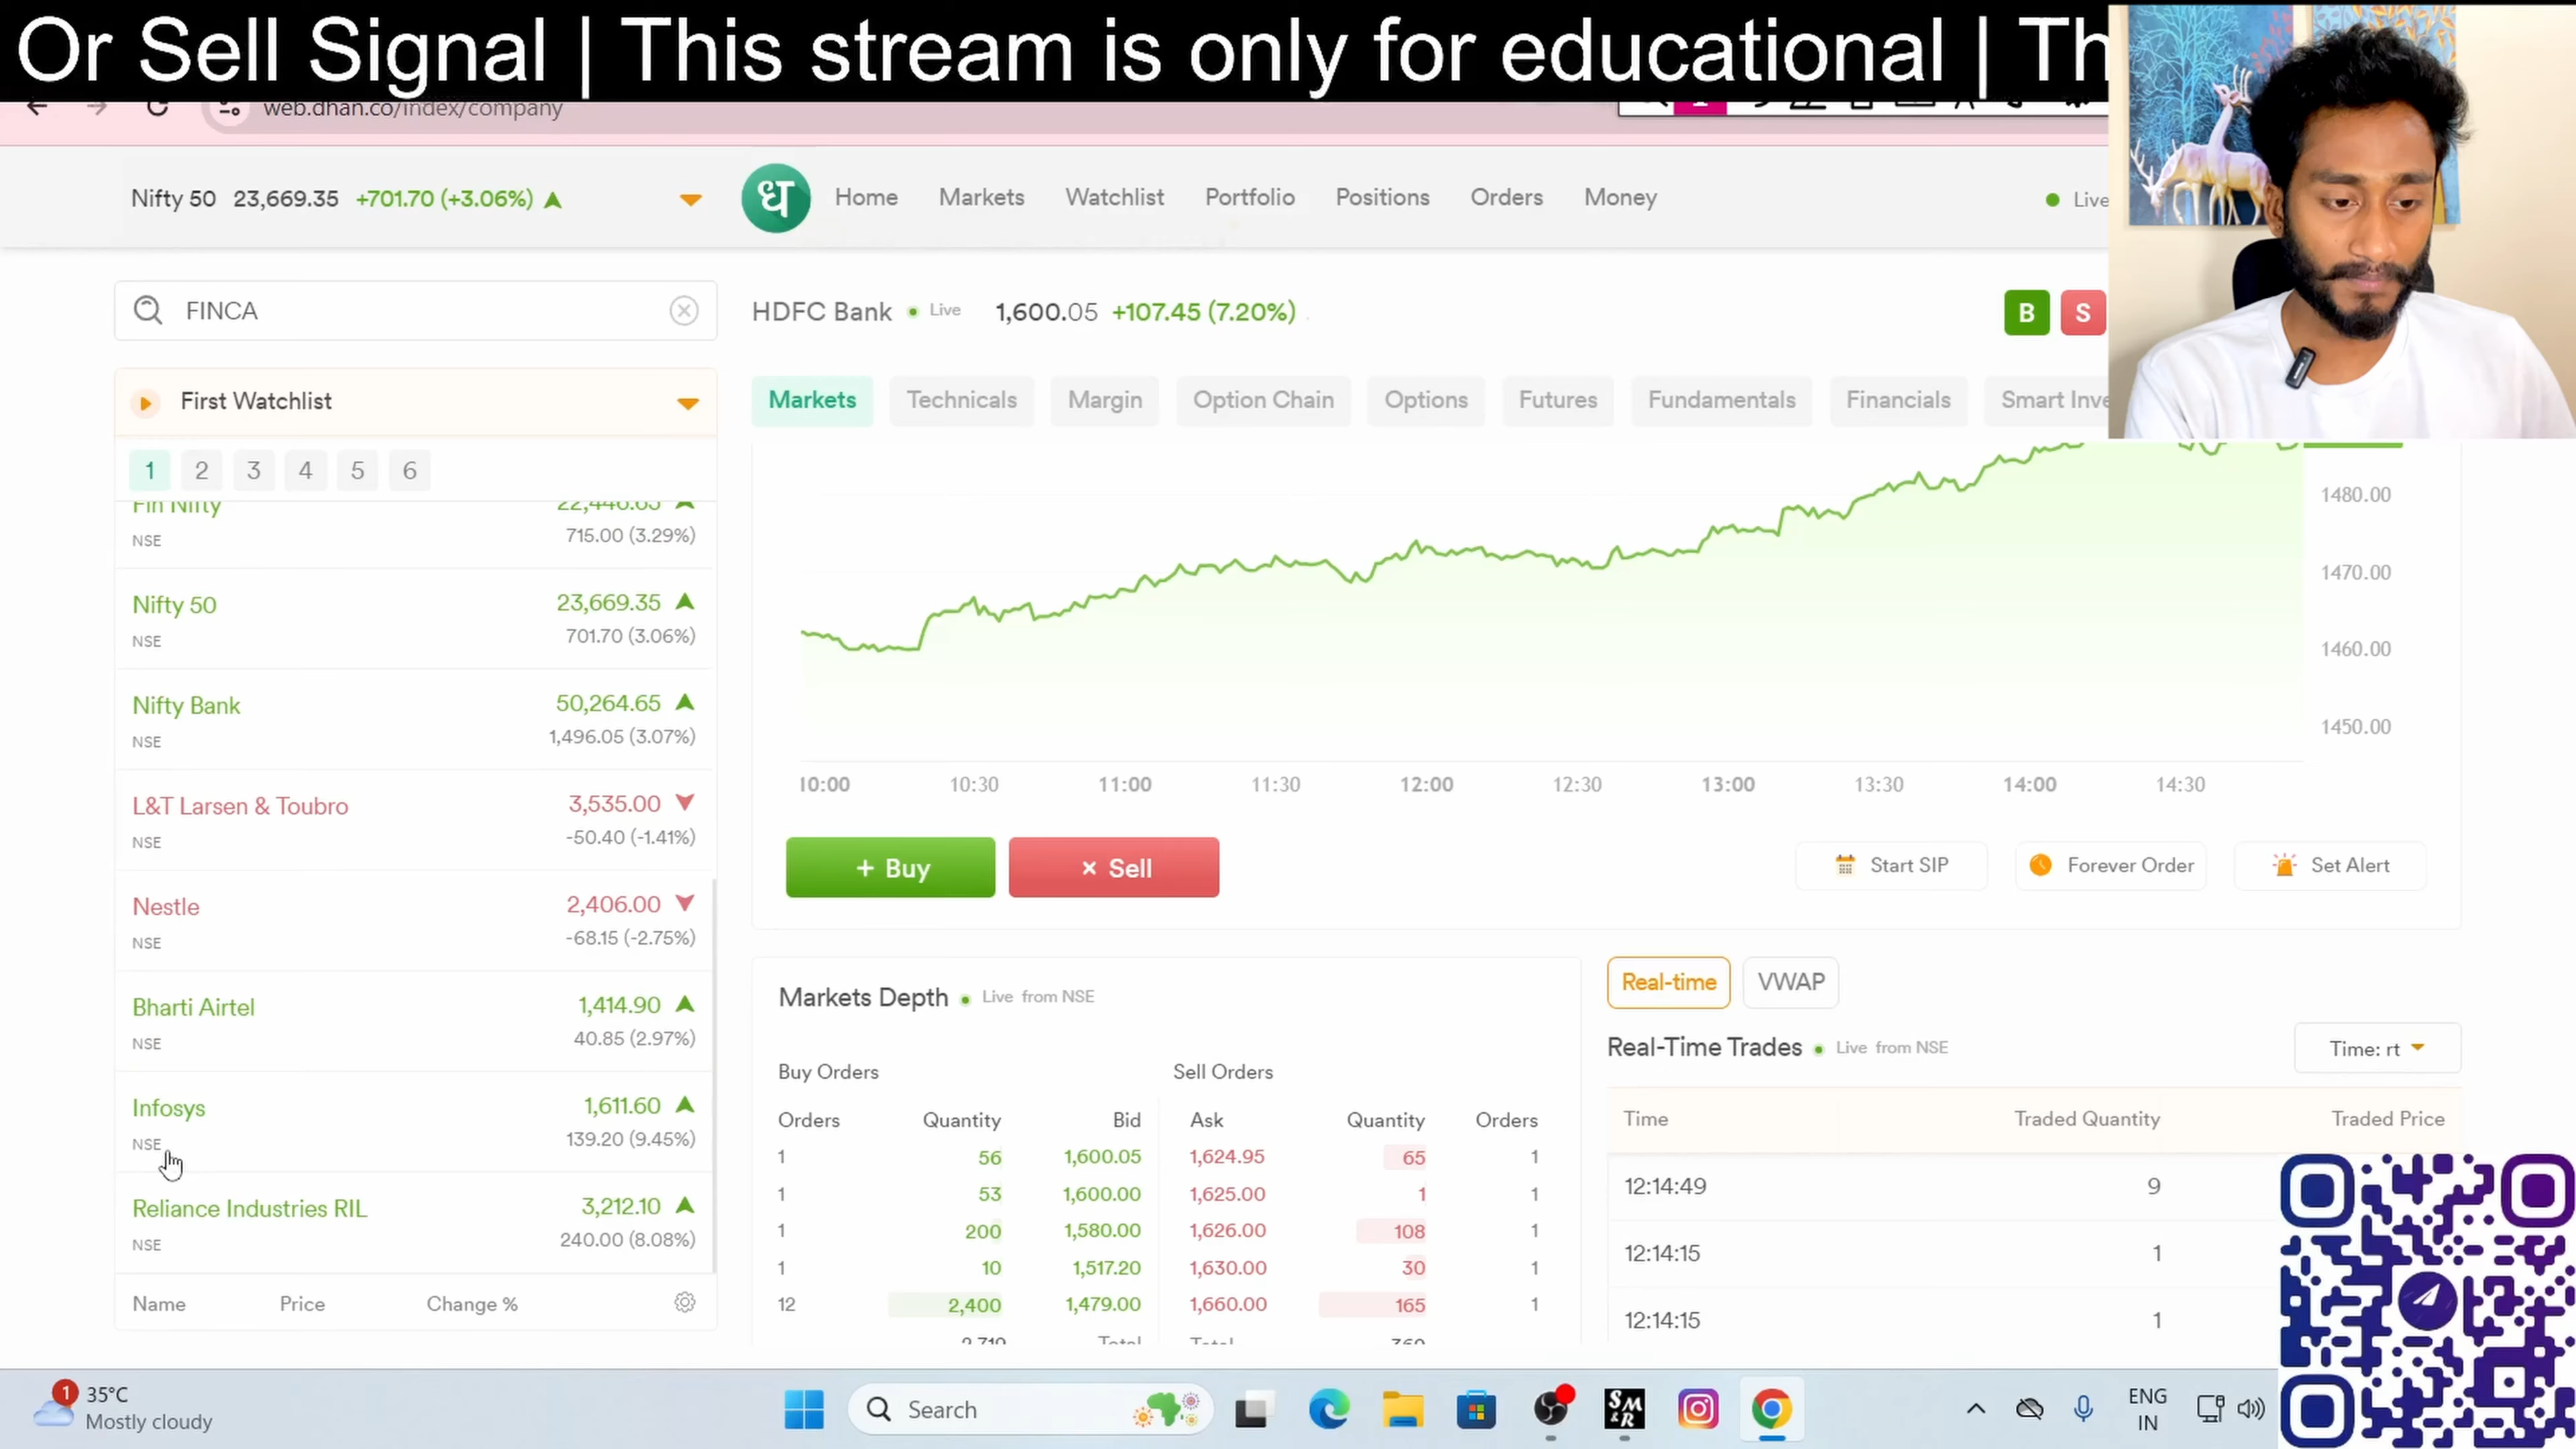 Or Sell Signal | This stream is only for educational | Th
web.dhan.co/index/company
Nifty 50 23,669.35 +701.70 (+3.06%)
ध
Home Markets Watchlist Portfolio Positions Orders Money
Live
FINCA
HDFC Bank Live 1,600.05 +107.45 (7.20%)
B S
First Watchlist
Markets Technicals Margin Option Chain Options Futures Fundamentals Financials Smart Inve
1 2 3 4 5 6
Fin Nifty 22,446.65
NSE 715.00 (3.29%)
Nifty 50 23,669.35
NSE 701.70 (3.06%)
Nifty Bank 50,264.65
NSE 1,496.05 (3.07%)
L&T Larsen & Toubro 3,535.00
NSE -50.40 (-1.41%)
Nestle 2,406.00
NSE -68.15 (-2.75%)
Bharti Airtel 1,414.90
NSE 40.85 (2.97%)
Infosys 1,611.60
NSE 139.20 (9.45%)
Reliance Industries RIL 3,212.10
NSE 240.00 (8.08%)
Name Price Change %
1480.00
1470.00
1460.00
1450.00
10:00 10:30 11:00 11:30 12:00 12:30 13:00 13:30 14:00 14:30
+ Buy × Sell
Start SIP Forever Order Set Alert
Markets Depth Live from NSE
Buy Orders Sell Orders
Orders Quantity Bid Ask Quantity Orders
1 56 1,600.05 1,624.95 65 1
1 53 1,600.00 1,625.00 1 1
1 200 1,580.00 1,626.00 108 1
1 10 1,517.20 1,630.00 30 1
12 2,400 1,479.00 1,660.00 165 1
2,719 Total Total 369
Real-time VWAP
Real-Time Trades Live from NSE
Time: rt
Time Traded Quantity Traded Price
12:14:49 9
12:14:15 1
12:14:15 1
1
35°C
Mostly cloudy
Search
SM
&R
ENG
IN